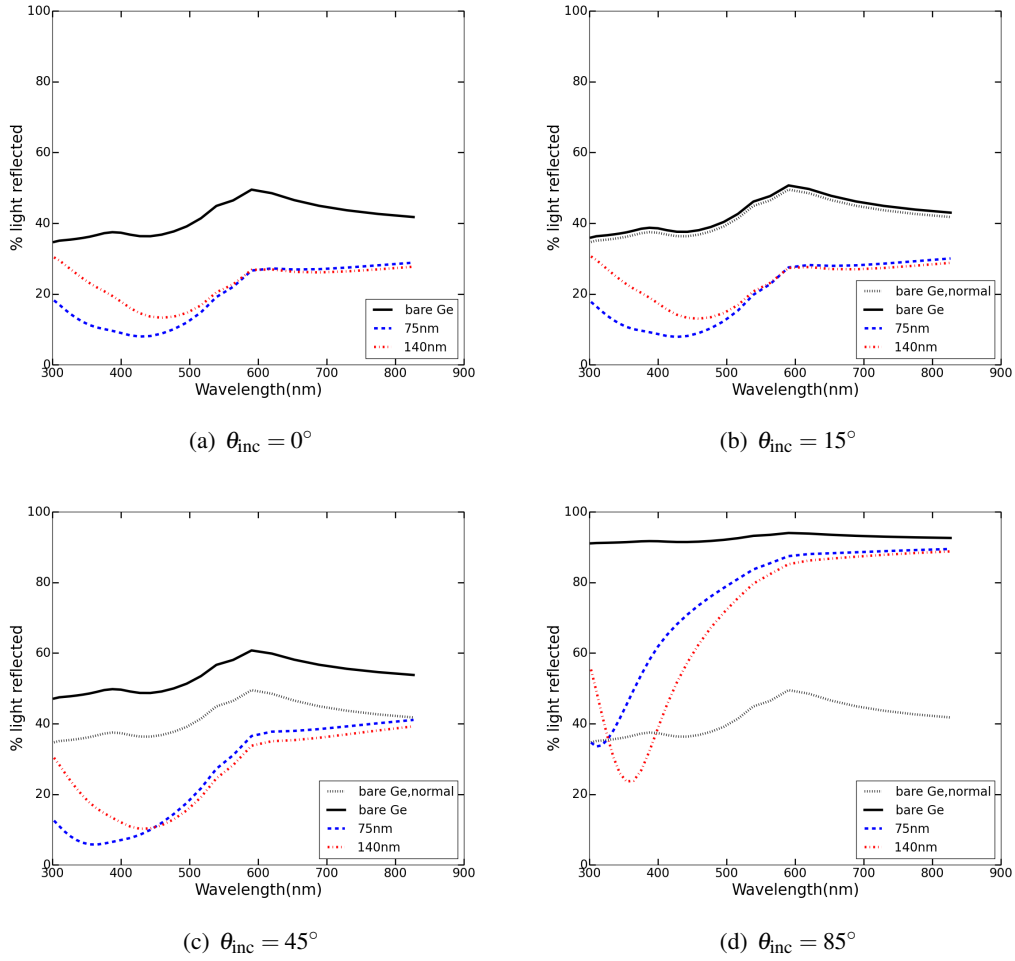 100
80
60
40
20
0
% light reflected
300 400 500 600 700 800 900
Wavelength(nm)
bare Ge
75nm
140nm
(a) θinc = 0°
100
80
60
40
20
0
% light reflected
300 400 500 600 700 800 900
Wavelength(nm)
bare Ge,normal
bare Ge
75nm
140nm
(b) θinc = 15°
100
80
60
40
20
0
% light reflected
300 400 500 600 700 800 900
Wavelength(nm)
bare Ge,normal
bare Ge
75nm
140nm
(c) θinc = 45°
100
80
60
40
20
0
% light reflected
300 400 500 600 700 800 900
Wavelength(nm)
bare Ge,normal
bare Ge
75nm
140nm
(d) θinc = 85°